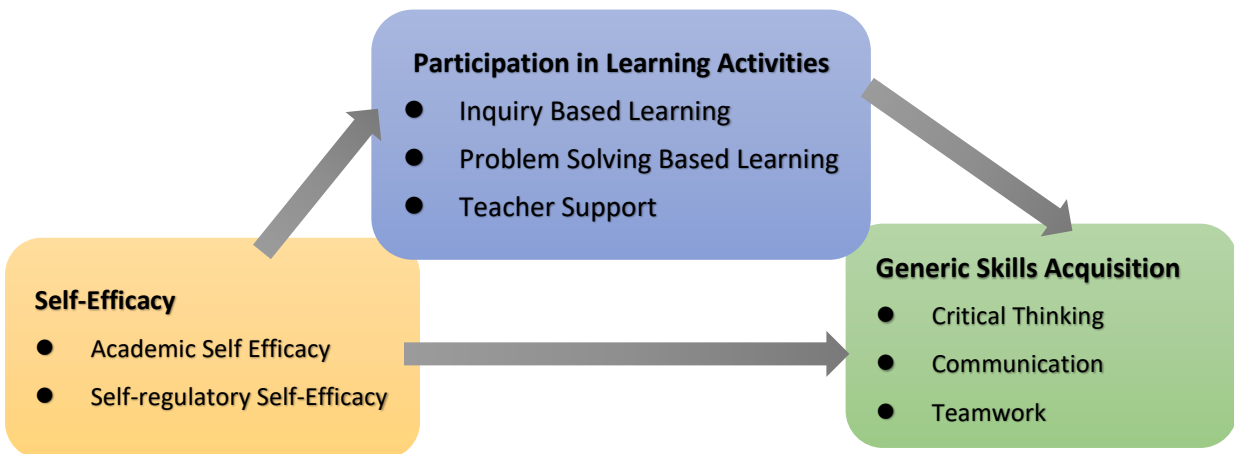 Participation in Learning Activities
● Inquiry Based Learning
● Problem Solving Based Learning
● Teacher Support
Self-Efficacy
● Academic Self Efficacy
● Self-regulatory Self-Efficacy
Generic Skills Acquisition
● Critical Thinking
● Communication
● Teamwork